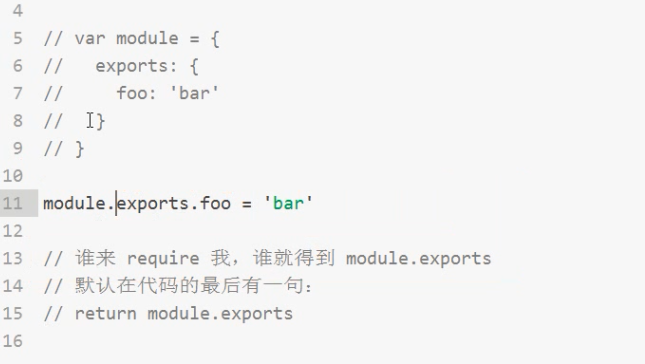 4
5 // var module = {
6 //   exports: {
7 //     foo: 'bar'
8 //   }
9 // }
10
11 module.exports.foo = 'bar'
12
13 // 谁来 require 我，谁就得到 module.exports
14 // 默认在代码的最后有一句：
15 // return module.exports
16